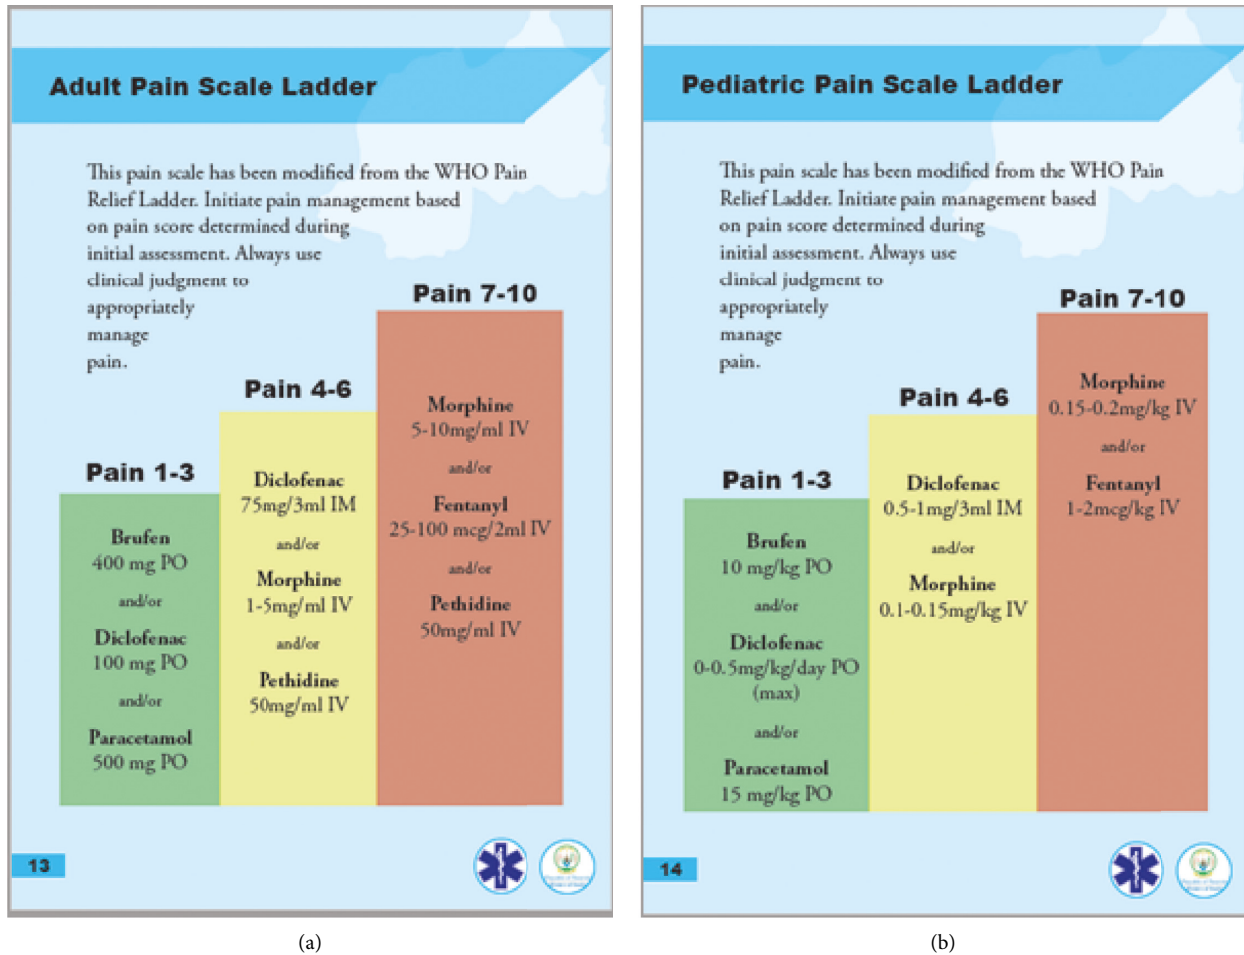 Adult Pain Scale Ladder
This pain scale has been modified from the WHO Pain
Relief Ladder. Initiate pain management based
on pain score determined during
initial assessment. Always use
clinical judgment to
appropriately
manage
pain.
Pain 1-3
Brufen
400 mg PO
and/or
Diclofenac
100 mg PO
and/or
Paracetamol
500 mg PO
Pain 4-6
Diclofenac
75mg/3ml IM
and/or
Morphine
1-5mg/ml IV
and/or
Pethidine
50mg/ml IV
Pain 7-10
Morphine
5-10mg/ml IV
and/or
Fentanyl
25-100 mcg/2ml IV
and/or
Pethidine
50mg/ml IV
13
(a)
Pediatric Pain Scale Ladder
This pain scale has been modified from the WHO Pain
Relief Ladder. Initiate pain management based
on pain score determined during
initial assessment. Always use
clinical judgment to
appropriately
manage
pain.
Pain 1-3
Brufen
10 mg/kg PO
and/or
Diclofenac
0-0.5mg/kg/day PO
(max)
and/or
Paracetamol
15 mg/kg PO
Pain 4-6
Diclofenac
0.5-1mg/3ml IM
and/or
Morphine
0.1-0.15mg/kg IV
Pain 7-10
Morphine
0.15-0.2mg/kg IV
and/or
Fentanyl
1-2mcg/kg IV
14
(b)